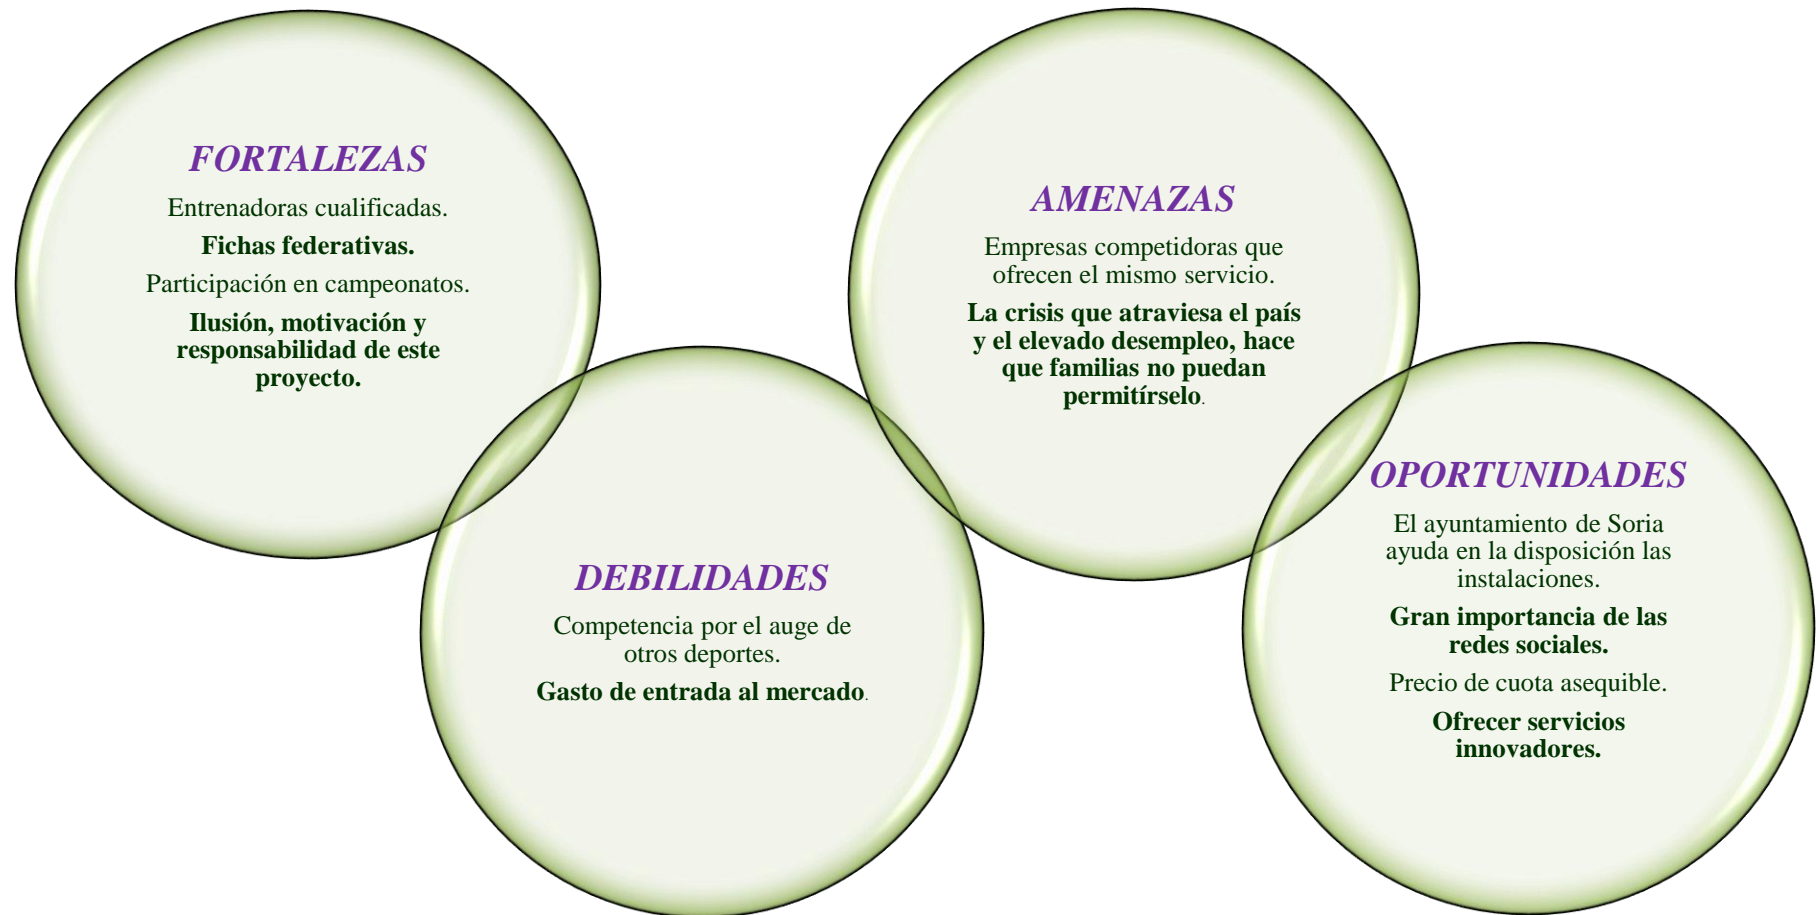 FORTALEZAS
Entrenadoras cualificadas.
Fichas federativas.
Participación en campeonatos.
Ilusión, motivación y
responsabilidad de este
proyecto.
DEBILIDADES
Competencia por el auge de
otros deportes.
Gasto de entrada al mercado.
AMENAZAS
Empresas competidoras que
ofrecen el mismo servicio.
La crisis que atraviesa el país
y el elevado desempleo, hace
que familias no puedan
permitírselo.
OPORTUNIDADES
El ayuntamiento de Soria
ayuda en la disposición las
instalaciones.
Gran importancia de las
redes sociales.
Precio de cuota asequible.
Ofrecer servicios
innovadores.